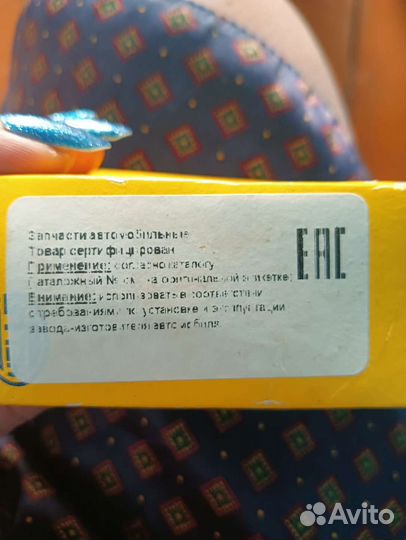 Запчасти автомобильные
Товар сертифицирован
Применение: согласно каталогу
EAC
каталожный № на оригинальной этикетке
Внимание: использовать в соответствии
с требованиями по установке и эксплуатации
завода-изготовителя автомобиля
Avito